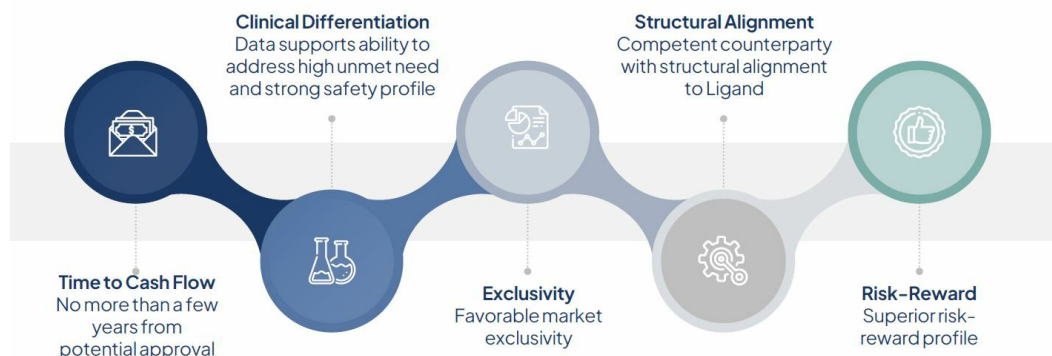 Time to Cash Flow
No more than a few
years from
potential approval
Clinical Differentiation
Data supports ability to
address high unmet need
and strong safety profile
$
Exclusivity
Favorable market
exclusivity
Structural Alignment
Competent counterparty
with structural alignment
to Ligand
Risk-Reward
Superior risk-
reward profile